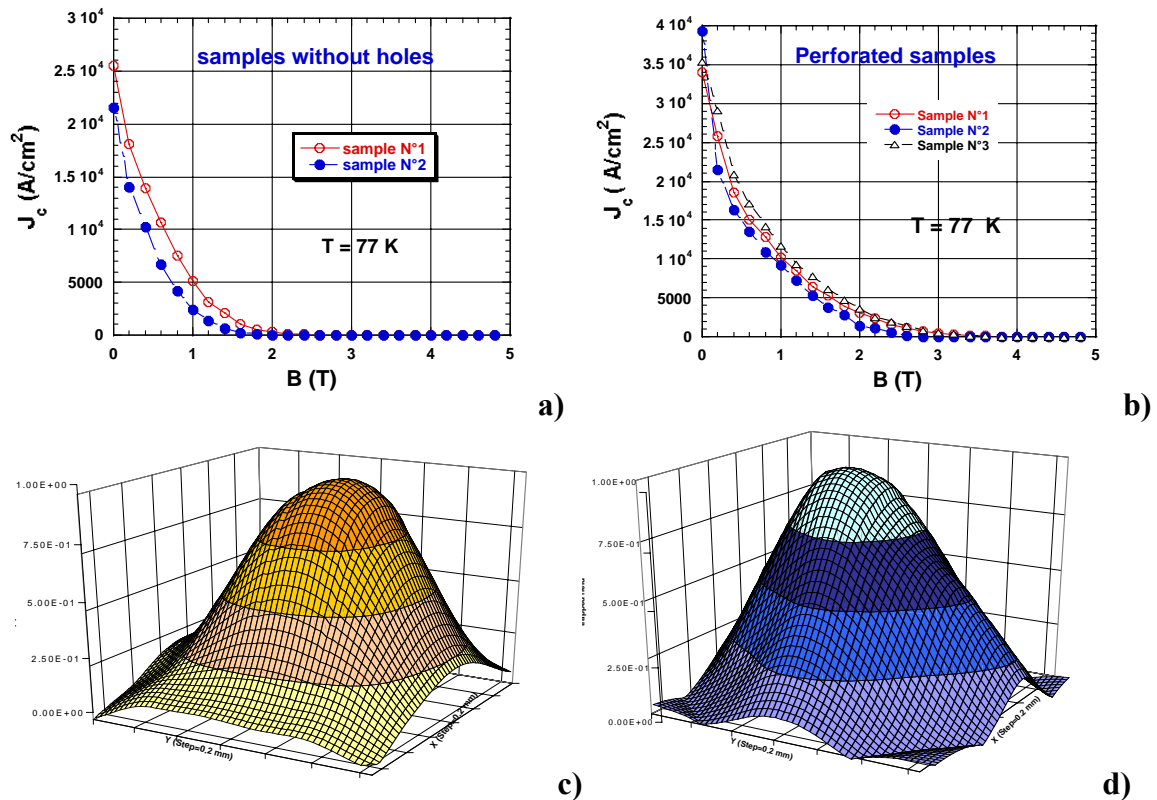 3 10⁴
2.5 10⁴
2 10⁴
1.5 10⁴
1 10⁴
5000
0
J_c (A/cm²)
samples without holes
sample N°1
sample N°2
T = 77 K
0 1 2 3 4 5
B (T)
a)
4 10⁴
3.5 10⁴
3 10⁴
2.5 10⁴
2 10⁴
1.5 10⁴
1 10⁴
5000
0
J_c ( A/cm²)
Perforated samples
Sample N°1
Sample N°2
Sample N°3
T = 77 K
0 1 2 3 4 5
B (T)
b)
1.00E+00
7.50E-01
5.00E-01
2.50E-01
0.00E+00
Y (Step=0.2 mm)
X (Step=0.2 mm)
c)
1.00E+00
7.50E-01
5.00E-01
2.50E-01
0.00E+00
Y (Step=0.2 mm)
X (Step=0.2 mm)
d)